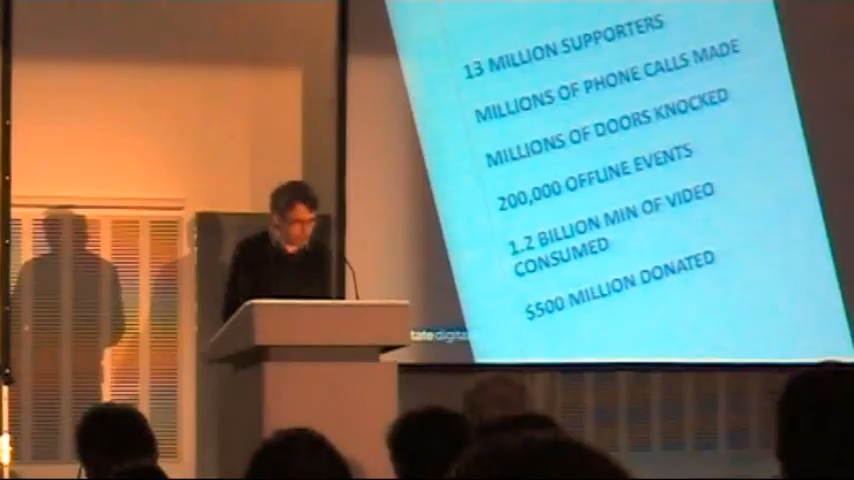 13 MILLION SUPPORTERS
MILLIONS OF PHONE CALLS MADE
MILLIONS OF DOORS KNOCKED
200,000 OFFLINE EVENTS
1.2 BILLION MIN OF VIDEO
CONSUMED
$500 MILLION DONATED
tatedigital